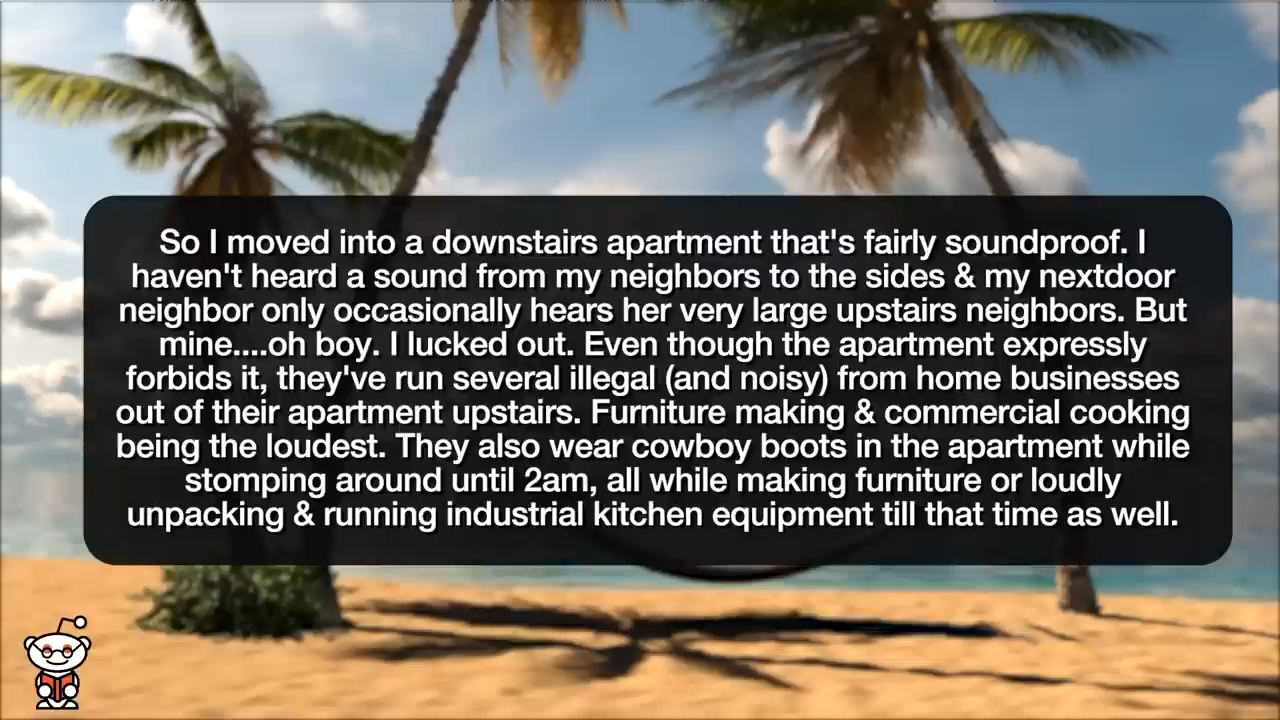 So I moved into a downstairs apartment that's fairly soundproof. I
haven't heard a sound from my neighbors to the sides & my nextdoor
neighbor only occasionally hears her very large upstairs neighbors. But
mine....oh boy. I lucked out. Even though the apartment expressly
forbids it, they've run several illegal (and noisy) from home businesses
out of their apartment upstairs. Furniture making & commercial cooking
being the loudest. They also wear cowboy boots in the apartment while
stomping around until 2am, all while making furniture or loudly
unpacking & running industrial kitchen equipment till that time as well.